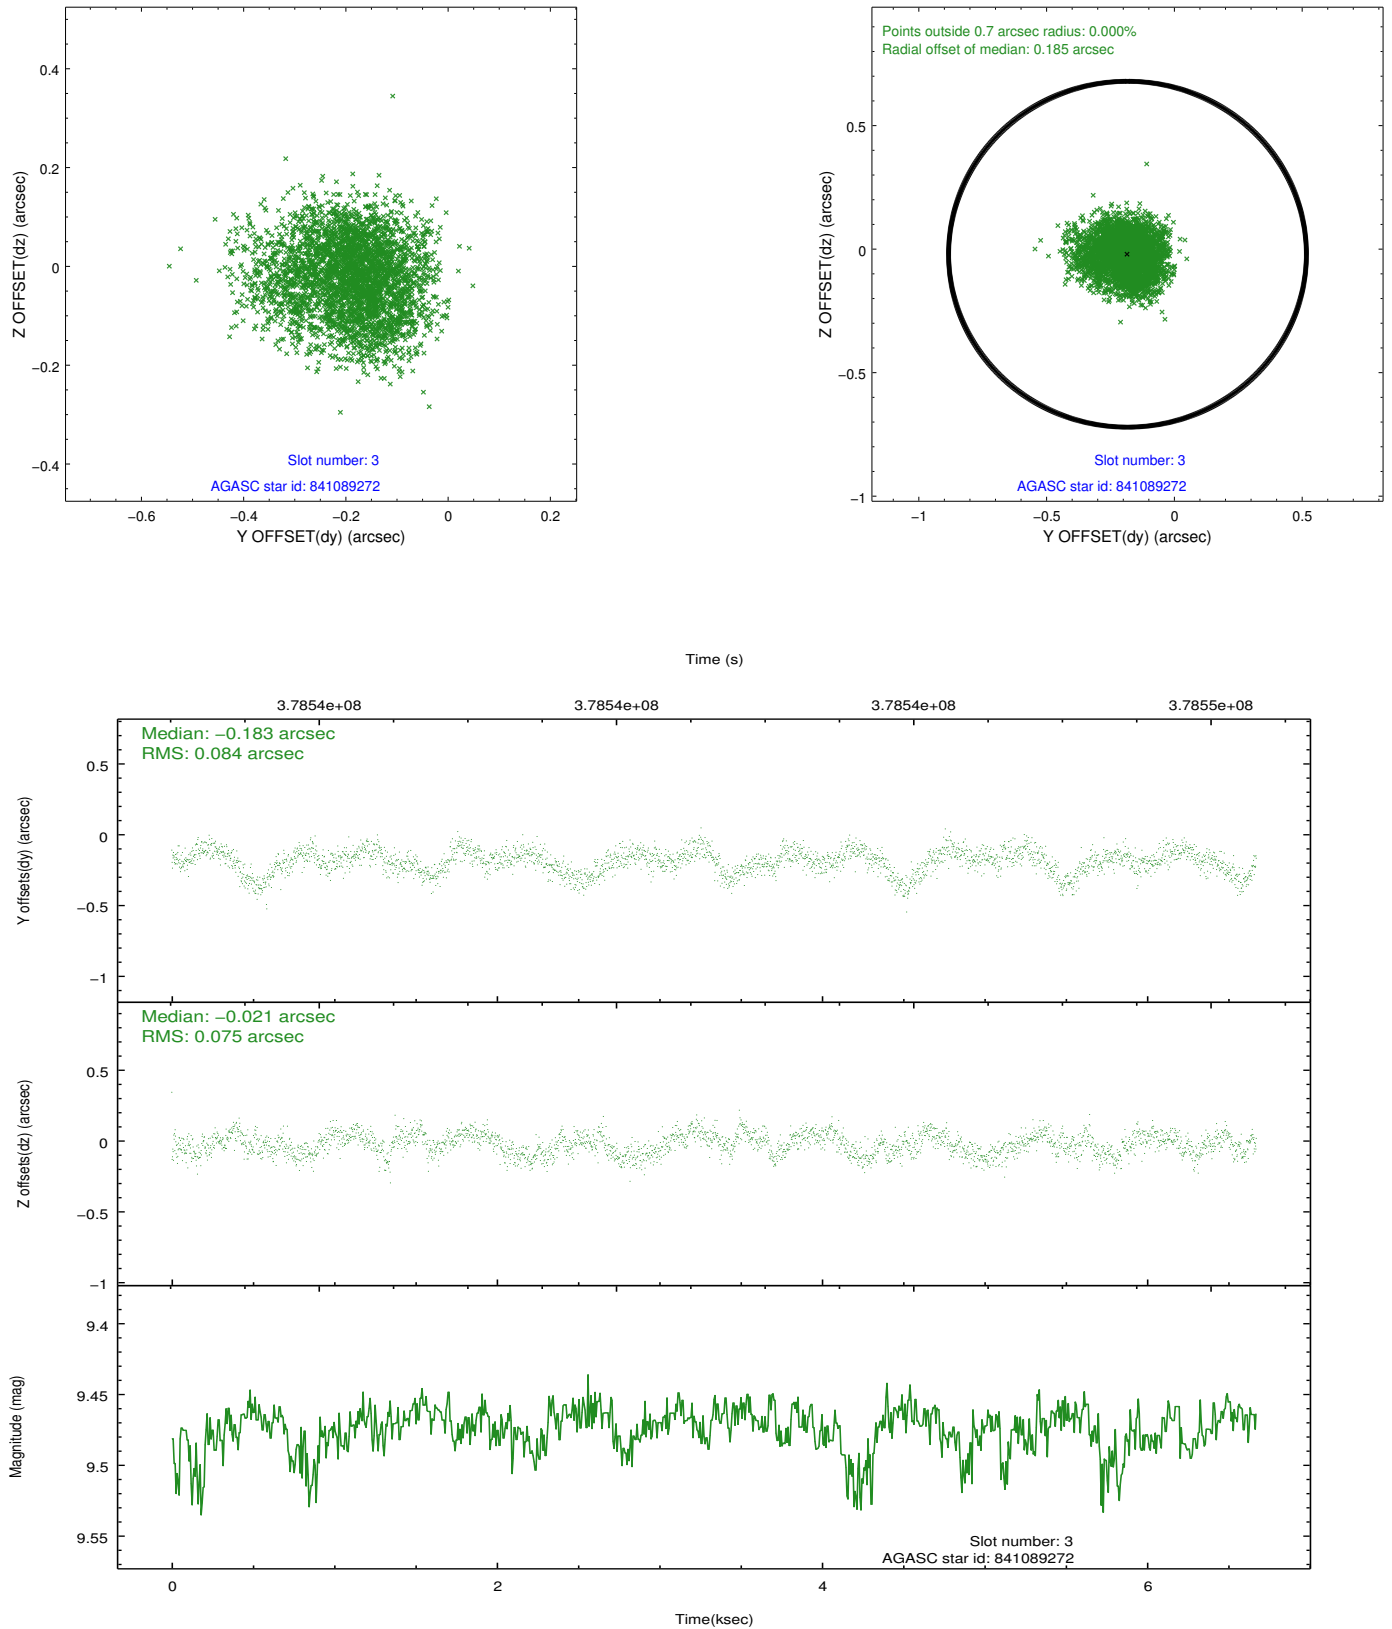 0.4
0.2
0
−0.2
−0.4
Z OFFSET(dz) (arcsec)
Slot number: 3
AGASC star id: 841089272
−0.6
−0.4
−0.2
0
0.2
Y OFFSET(dy) (arcsec)
Points outside 0.7 arcsec radius: 0.000%
Radial offset of median: 0.185 arcsec
0.5
0
−0.5
−1
Z OFFSET(dz) (arcsec)
Slot number: 3
AGASC star id: 841089272
−1
−0.5
0
0.5
Y OFFSET(dy) (arcsec)
Time (s)
3.7854e+08
3.7854e+08
3.7854e+08
3.7855e+08
Median: −0.183 arcsec
RMS: 0.084 arcsec
0.5
0
−0.5
−1
Y offsets(dy) (arcsec)
Median: −0.021 arcsec
RMS: 0.075 arcsec
0.5
0
−0.5
−1
Z offsets(dz) (arcsec)
9.4
9.45
9.5
9.55
Magnitude (mag)
Slot number: 3
AGASC star id: 841089272
0
2
4
6
Time(ksec)